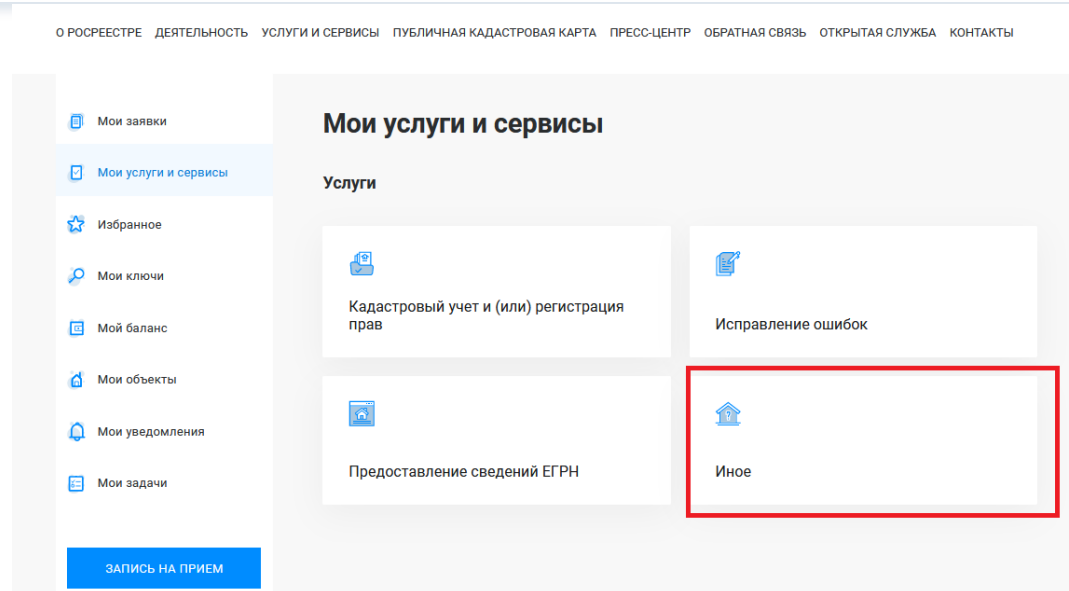 О РОСРЕЕСТРЕ ДЕЯТЕЛЬНОСТЬ УСЛУГИ И СЕРВИСЫ ПУБЛИЧНАЯ КАДАСТРОВАЯ КАРТА ПРЕСС-ЦЕНТР ОБРАТНАЯ СВЯЗЬ ОТКРЫТАЯ СЛУЖБА КОНТАКТЫ
Мои заявки
Мои услуги и сервисы
Избранное
Мои ключи
Мой баланс
Мои объекты
Мои уведомления
Мои задачи
ЗАПИСЬ НА ПРИЕМ
Мои услуги и сервисы
Услуги
Кадастровый учет и (или) регистрация
прав
Исправление ошибок
Предоставление сведений ЕГРН
Иное